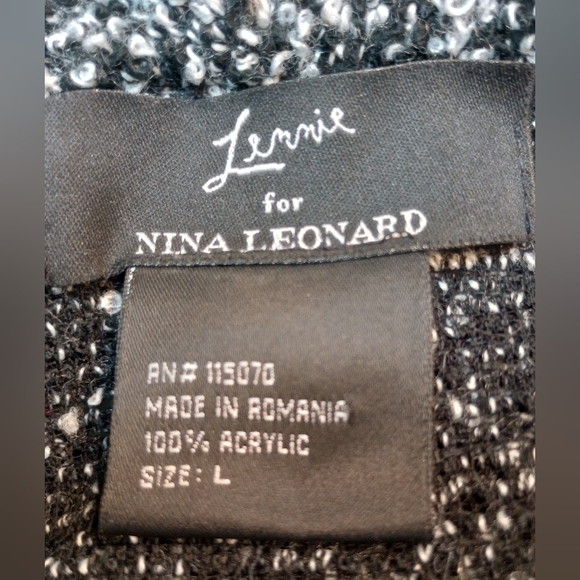 Lennie
for
NINA LEONARD
RN# 115070
MADE IN ROMANIA
100% ACRYLIC
SIZE: L